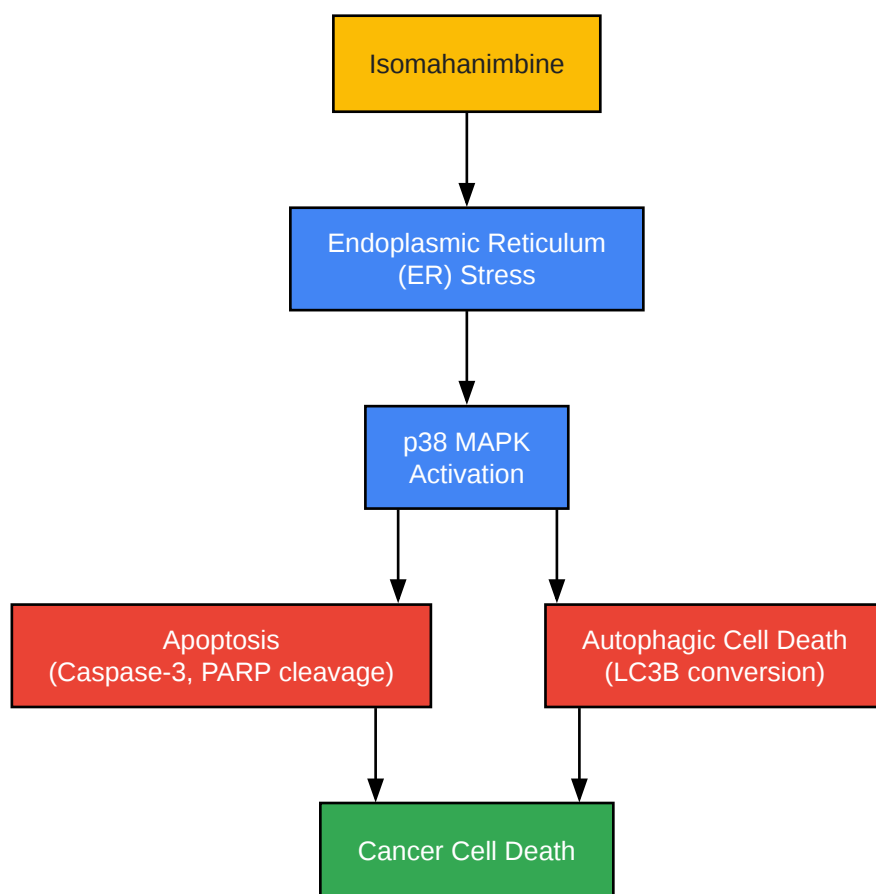 Isomahanimbine
Endoplasmic Reticulum
(ER) Stress
p38 MAPK
Activation
Apoptosis
(Caspase-3, PARP cleavage)
Autophagic Cell Death
(LC3B conversion)
Cancer Cell Death